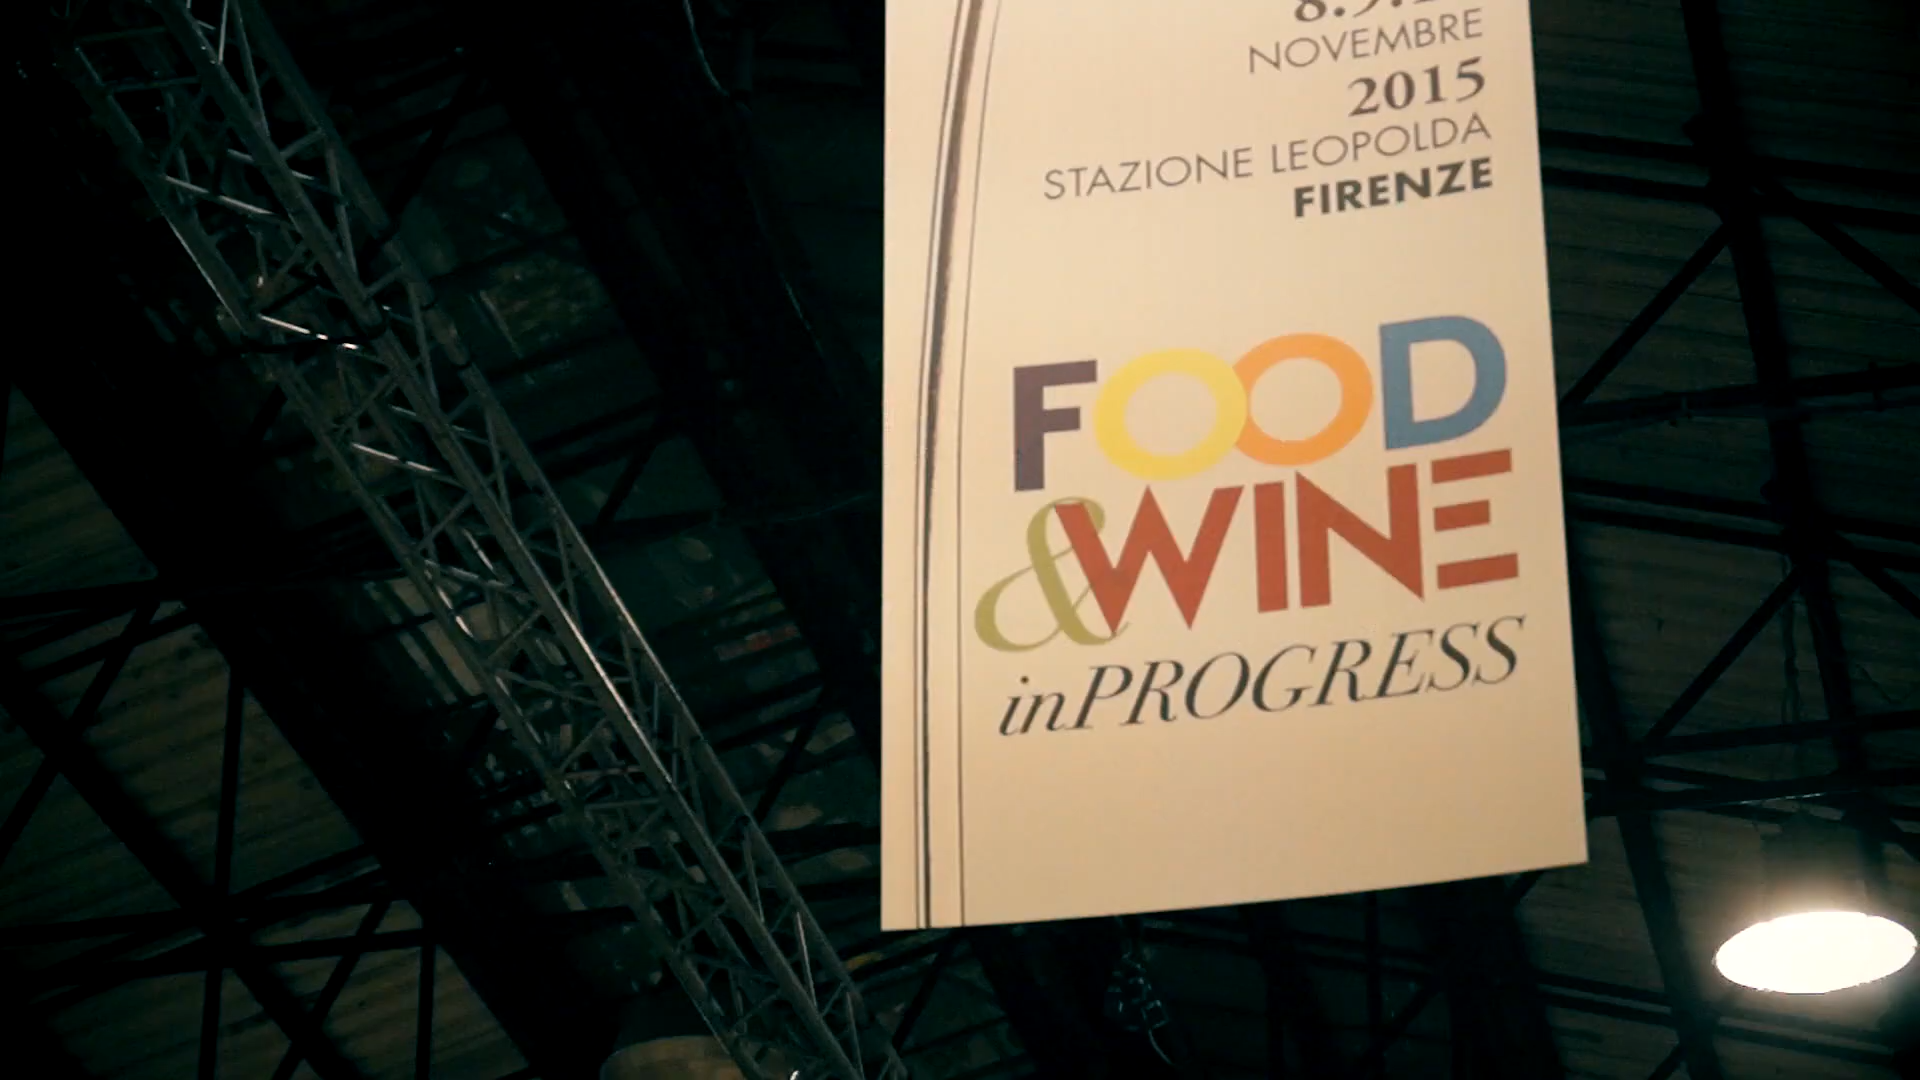 NOVEMBRE
2015
STAZIONE LEOPOLDA
FIRENZE
FOOD
& WINE
inPROGRESS